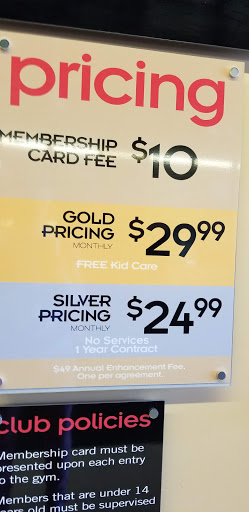 pricing
MEMBERSHIP
CARD FEE $10
GOLD
PRICING
MONTHLY
$29.99
FREE Kid Care
SILVER
PRICING
MONTHLY
$24.99
No Services
1 Year Contract
$49 Annual Enhancement Fee.
One per agreement.
club policies
Membership card must be
presented upon each entry
to the gym.
Members that are under 14
years old must be supervised